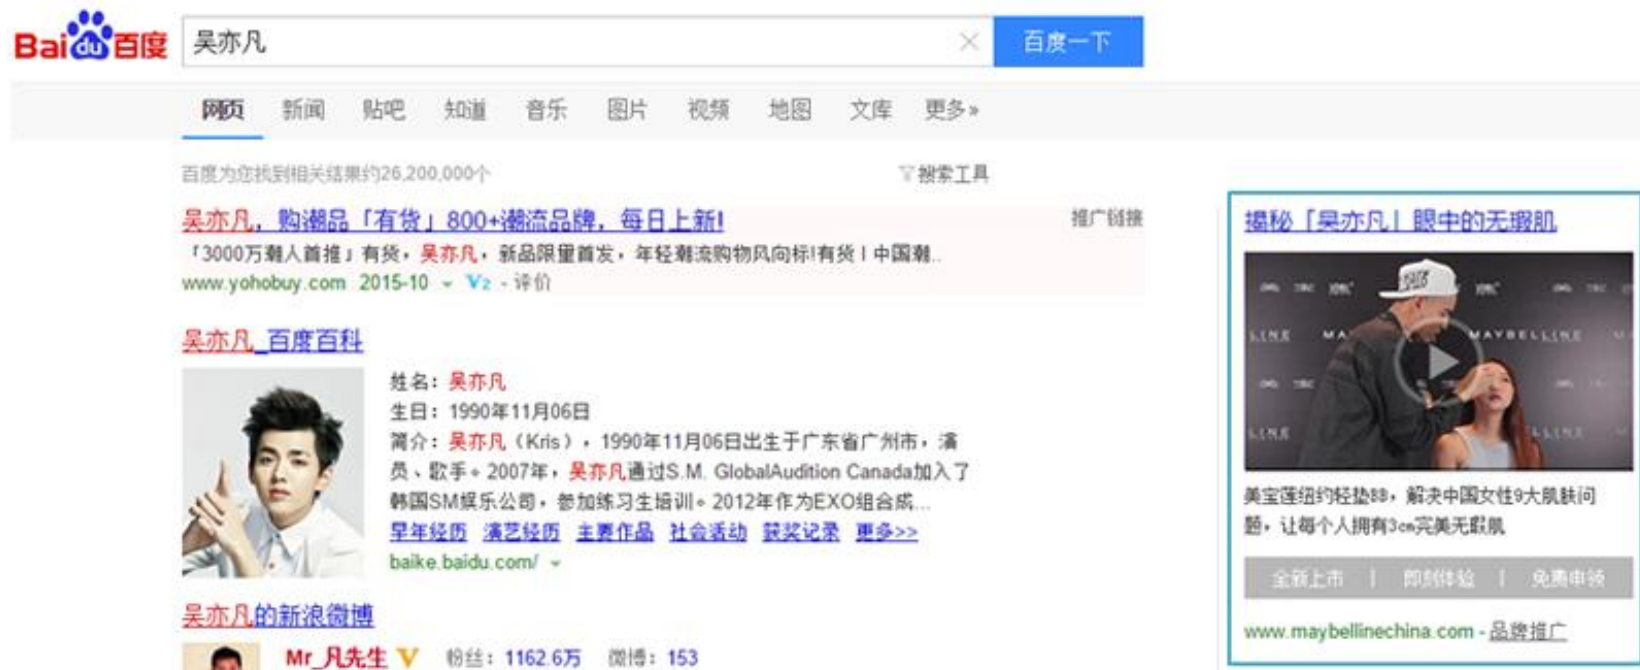 Baidu百度
吴亦凡
百度一下
网页 新闻 贴吧 知道 音乐 图片 视频 地图 文库 更多»
百度为您找到相关结果约26,200,000个
搜索工具
吴亦凡，购潮品「有货」800+潮流品牌，每日上新!
推广链接
「3000万潮人首推」有货，吴亦凡，新品限量首发，年轻潮流购物风向标!有货 | 中国潮..
www.yohobuy.com 2015-10 V2 - 评价
吴亦凡_百度百科
姓名：吴亦凡
生日：1990年11月06日
简介：吴亦凡（Kris），1990年11月06日出生于广东省广州市，演
员、歌手。2007年，吴亦凡通过S.M. GlobalAudition Canada加入了
韩国SM娱乐公司，参加练习生培训。2012年作为EXO组合成...
早年经历 演艺经历 主要作品 社会活动 获奖记录 更多>>
baike.baidu.com/
吴亦凡的新浪微博
Mr_凡先生 V 粉丝：1162.6万 微博：153
揭秘「吴亦凡」眼中的无瑕肌
MAYBELLINE
美宝莲纽约轻垫BB，解决中国女性9大肌肤问
题，让每个人拥有3cm完美无瑕肌
全新上市 | 即刻体验 | 免费申领
www.maybellinechina.com - 品牌推广